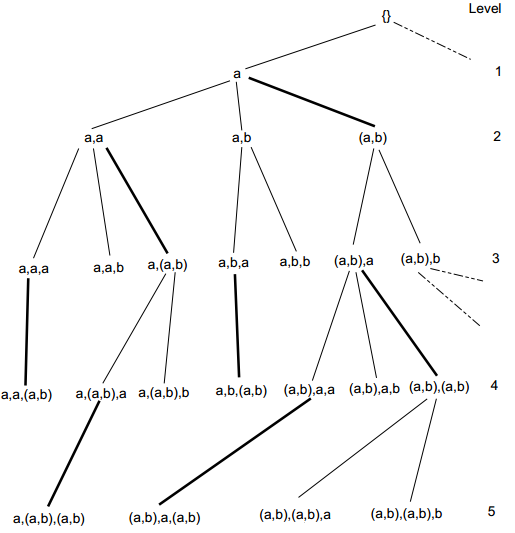 Level
{}
a 1
a,a a,b (a,b) 2
a,a,a a,a,b a,(a,b) a,b,a a,b,b (a,b),a (a,b),b 3
a,a,(a,b) a,(a,b),a a,(a,b),b a,b,(a,b) (a,b),a,a (a,b),a,b (a,b),(a,b) 4
a,(a,b),(a,b) (a,b),a,(a,b) (a,b),(a,b),a (a,b),(a,b),b 5